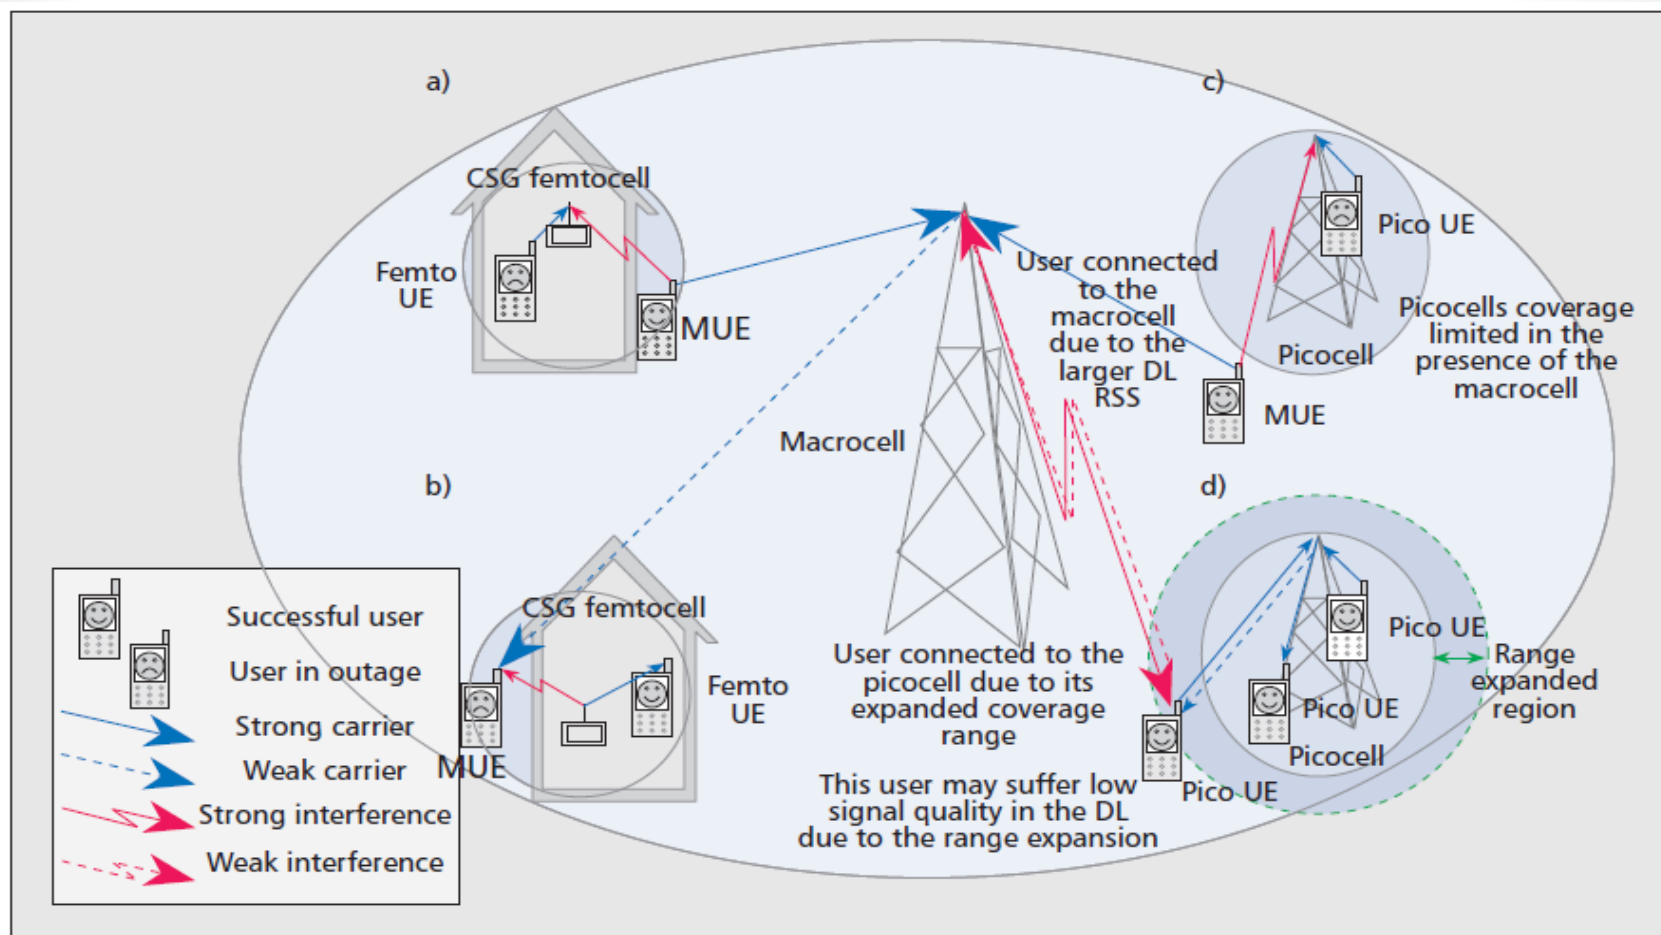 a)
CSG femtocell
Femto
UE
MUE
c)
Pico UE
Picocells coverage
limited in the
presence of the
macrocell
Picocell
MUE
User connected
to the
macrocell
due to the
larger DL
RSS
Macrocell
b)
CSG femtocell
Femto
UE
MUE
d)
Pico UE
Pico UE
Picocell
Pico UE
Range
expanded
region
User connected to the
picocell due to its
expanded coverage
range
This user may suffer low
signal quality in the DL
due to the range expansion
Successful user
User in outage
Strong carrier
Weak carrier
Strong interference
Weak interference